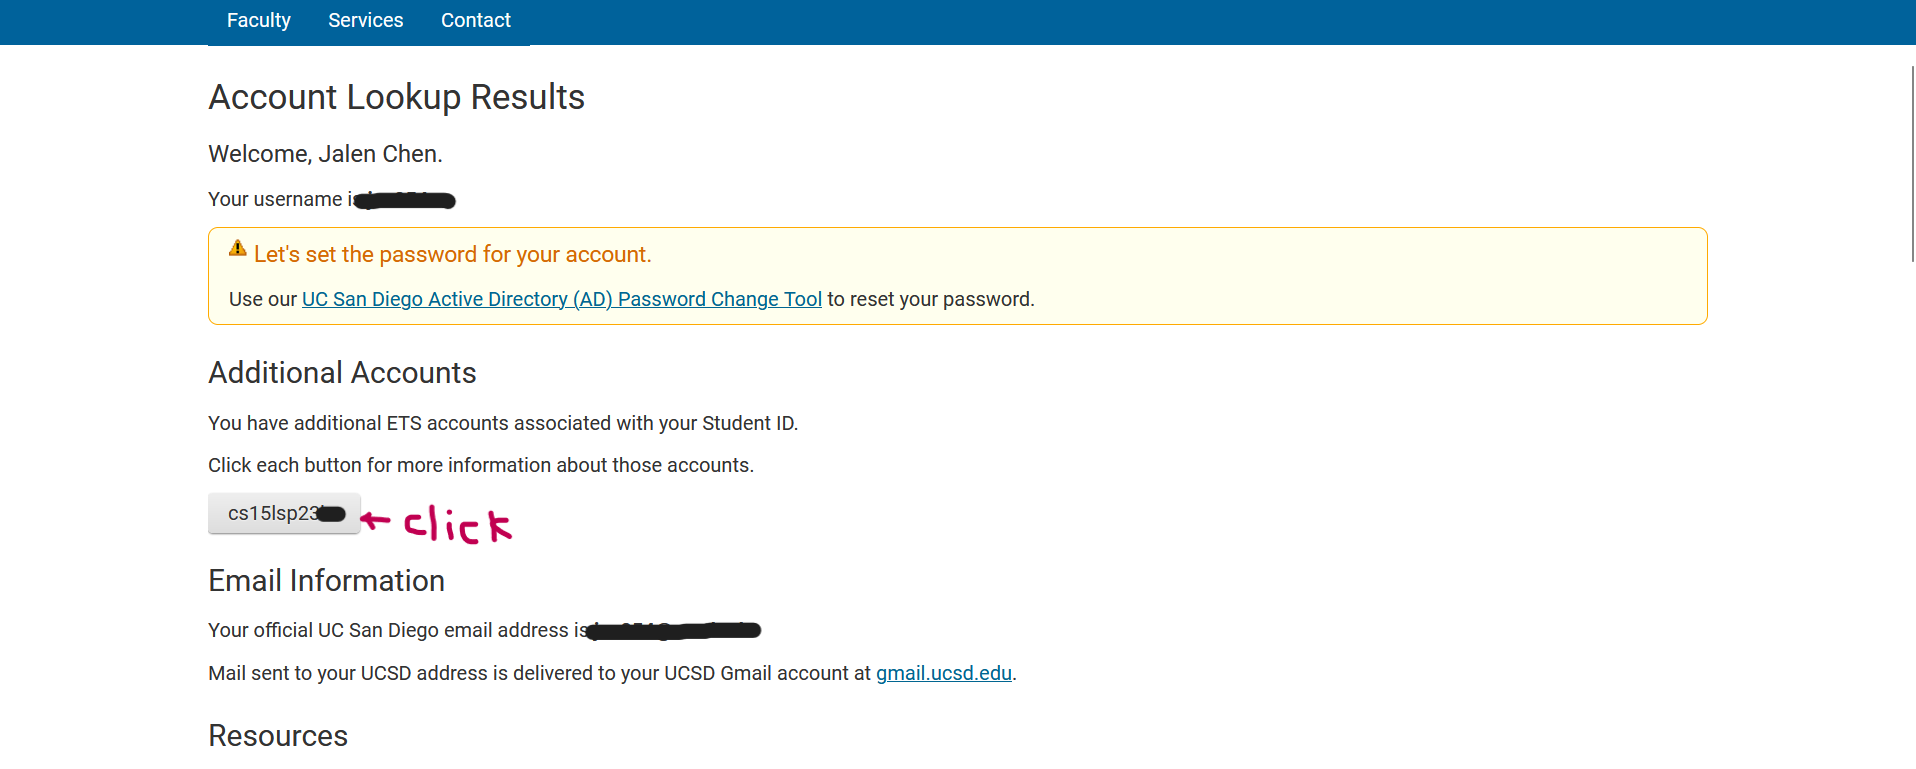 Faculty Services Contact
Account Lookup Results
Welcome, Jalen Chen.
Your username is
Let's set the password for your account.
Use our UC San Diego Active Directory (AD) Password Change Tool to reset your password.
Additional Accounts
You have additional ETS accounts associated with your Student ID.
Click each button for more information about those accounts.
cs15lsp23
click
Email Information
Your official UC San Diego email address is
Mail sent to your UCSD address is delivered to your UCSD Gmail account at gmail.ucsd.edu.
Resources